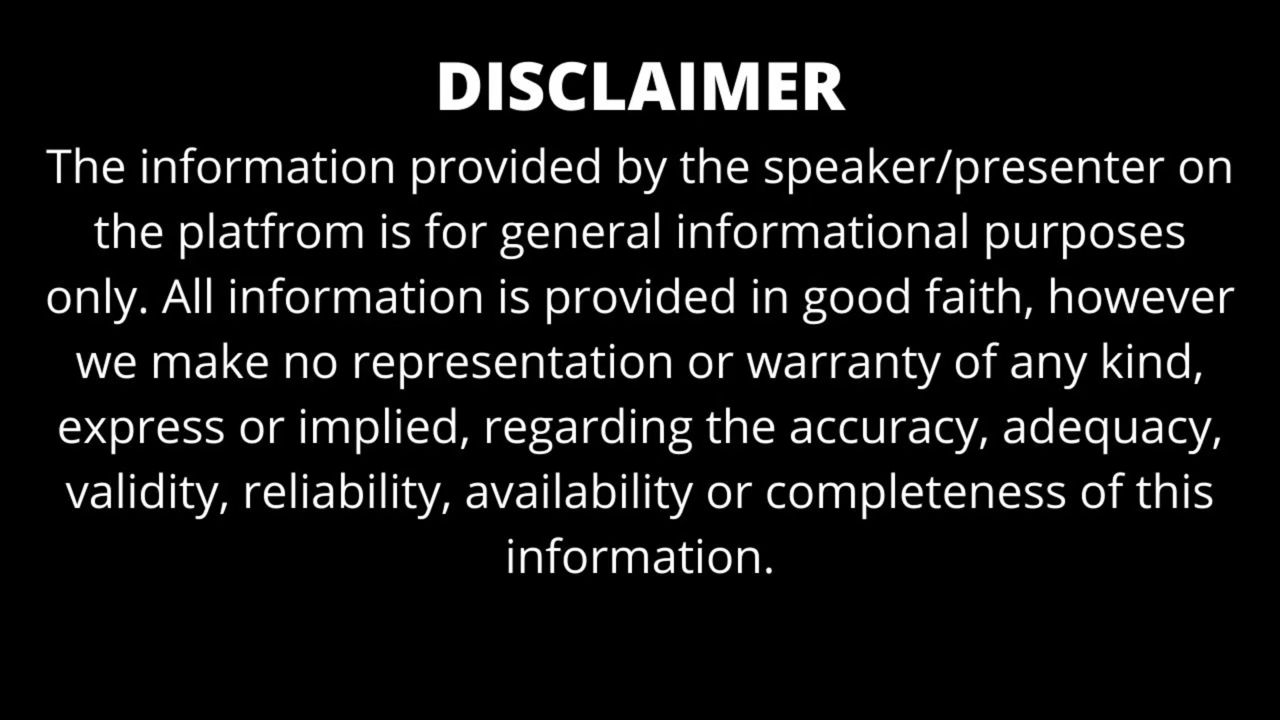 DISCLAIMER
The information provided by the speaker/presenter on
the platfrom is for general informational purposes
only. All information is provided in good faith, however
we make no representation or warranty of any kind,
express or implied, regarding the accuracy, adequacy,
validity, reliability, availability or completeness of this
information.